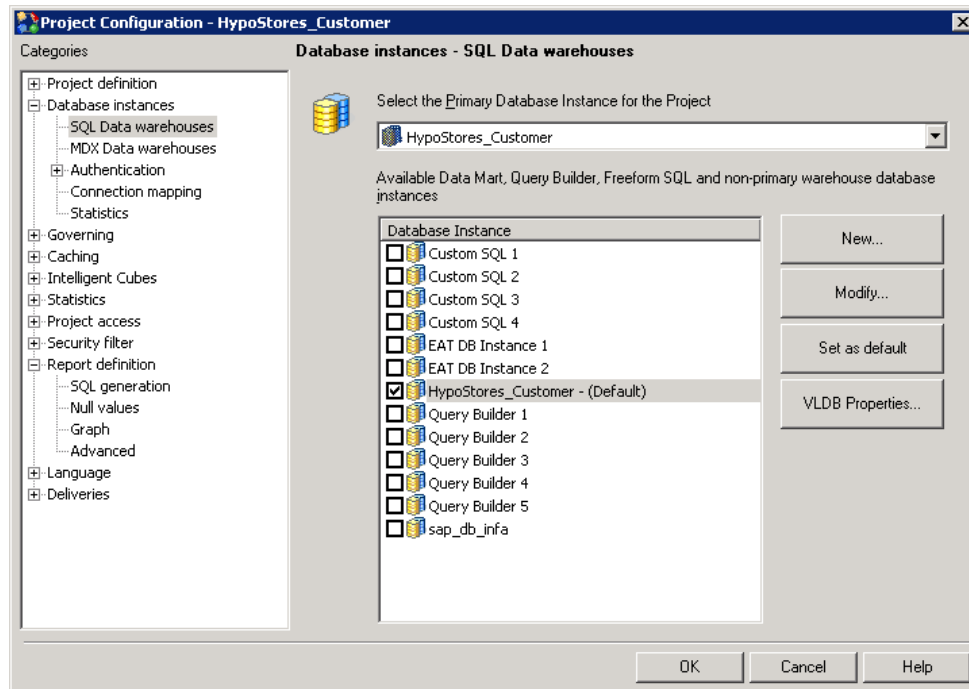 Project Configuration - HypoStores_Customer
Categories
Project definition
Database instances
SQL Data warehouses
MDX Data warehouses
Authentication
Connection mapping
Statistics
Governing
Caching
Intelligent Cubes
Statistics
Project access
Security filter
Report definition
SQL generation
Null values
Graph
Advanced
Language
Deliveries
Database instances - SQL Data warehouses
Select the Primary Database Instance for the Project
HypoStores_Customer
Available Data Mart, Query Builder, Freeform SQL and non-primary warehouse database
instances
Database Instance
Custom SQL 1
Custom SQL 2
Custom SQL 3
Custom SQL 4
EAT DB Instance 1
EAT DB Instance 2
HypoStores_Customer - (Default)
Query Builder 1
Query Builder 2
Query Builder 3
Query Builder 4
Query Builder 5
sap_db_infa
New...
Modify...
Set as default
VLDB Properties...
OK
Cancel
Help